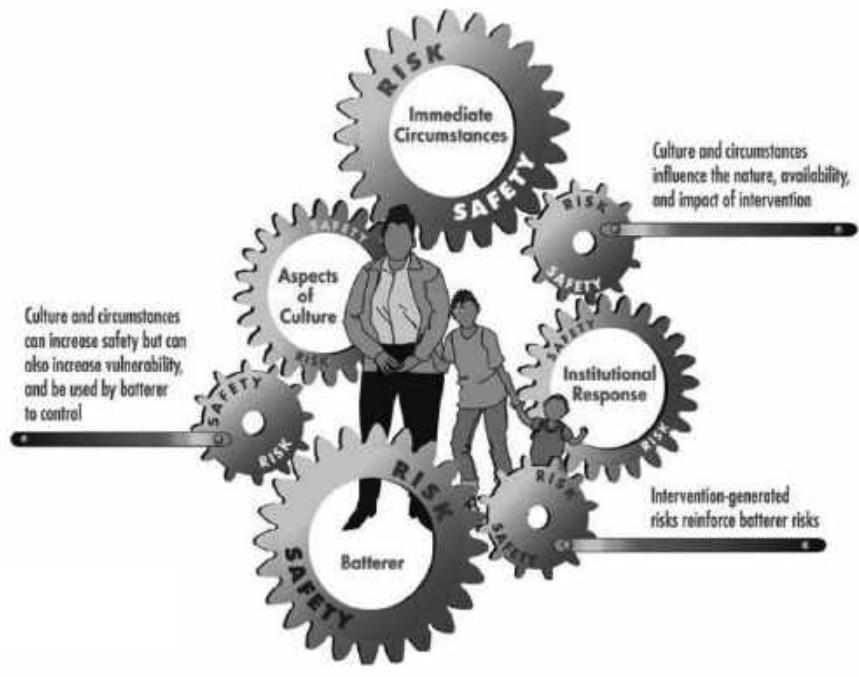 RISK
Immediate
Circumstances
SAFETY
Culture and circumstances
influence the nature, availability,
and impact of intervention
RISK
SAFETY
SAFETY
Aspects
of
Culture
RISK
Culture and circumstances
can increase safety but can
also increase vulnerability,
and be used by batterer
to control
SAFETY
RISK
SAFETY
Institutional
Response
RISK
RISK
SAFETY
Intervention-generated
risks reinforce batterer risks
RISK
Batterer
SAFETY